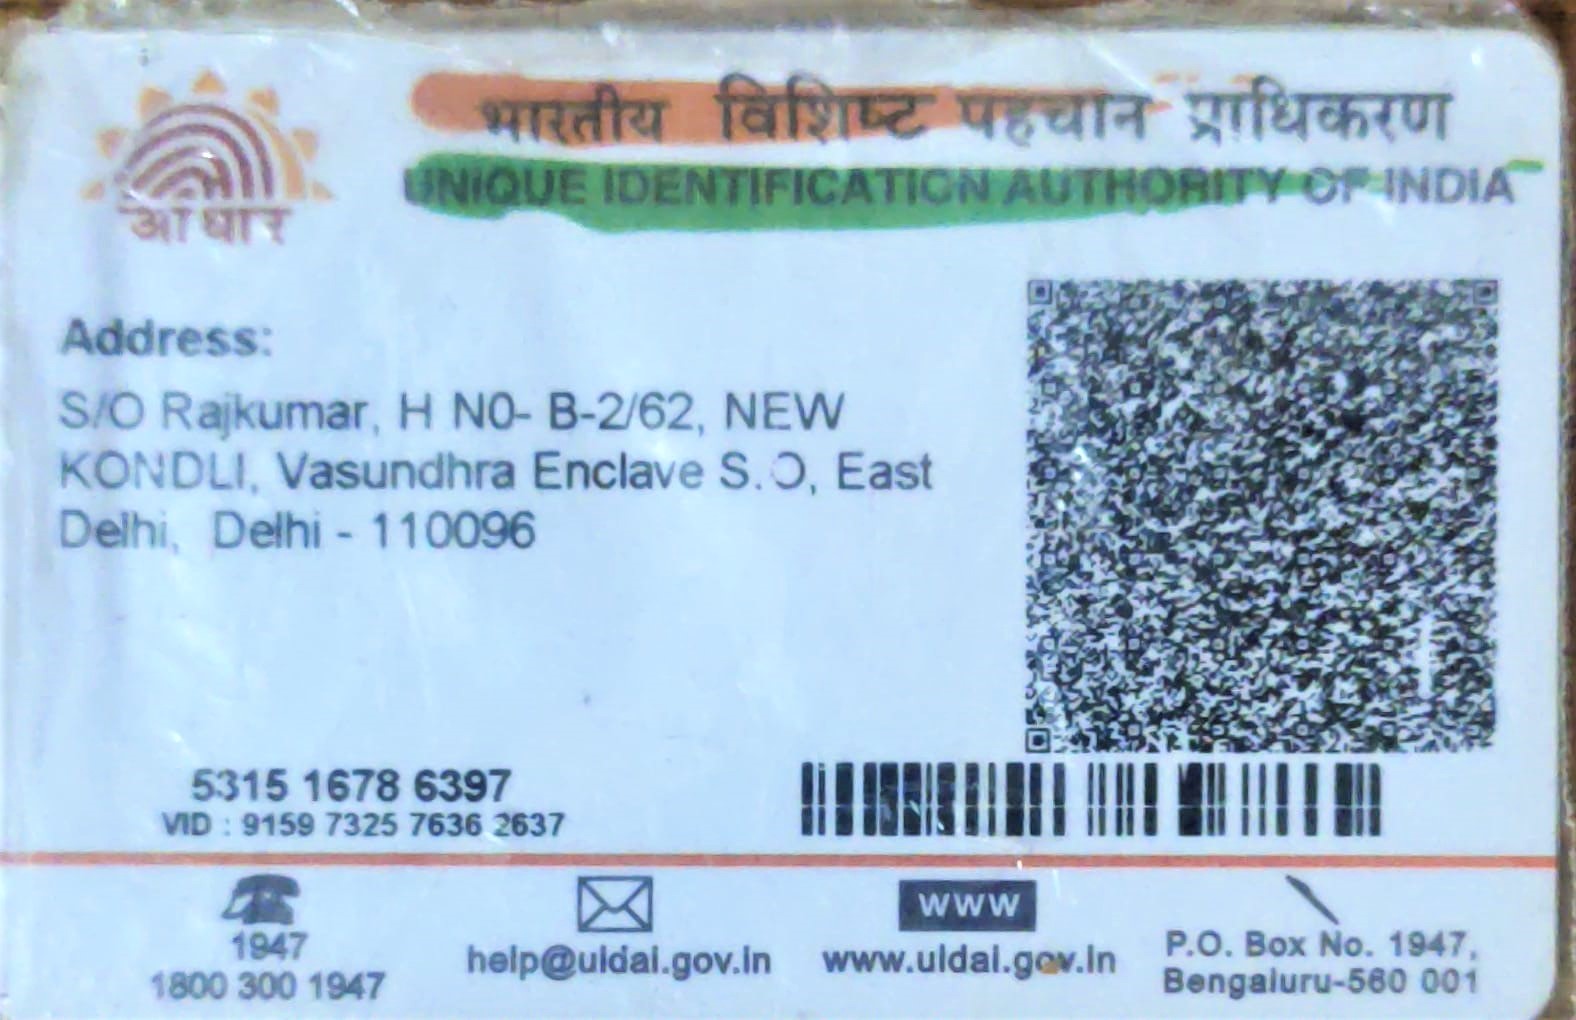 भारतीय विशिष्ट पहचान प्राधिकरण
UNIQUE IDENTIFICATION AUTHORITY OF INDIA
आधार
Address:
S/O Rajkumar, H N0- B-2/62, NEW
KONDLI, Vasundhra Enclave S.O, East
Delhi, Delhi - 110096
5315 1678 6397
VID : 9159 7325 7636 2637
1947
1800 300 1947
help@uidai.gov.in
www
www.uidai.gov.in
P.O. Box No. 1947,
Bengaluru-560 001